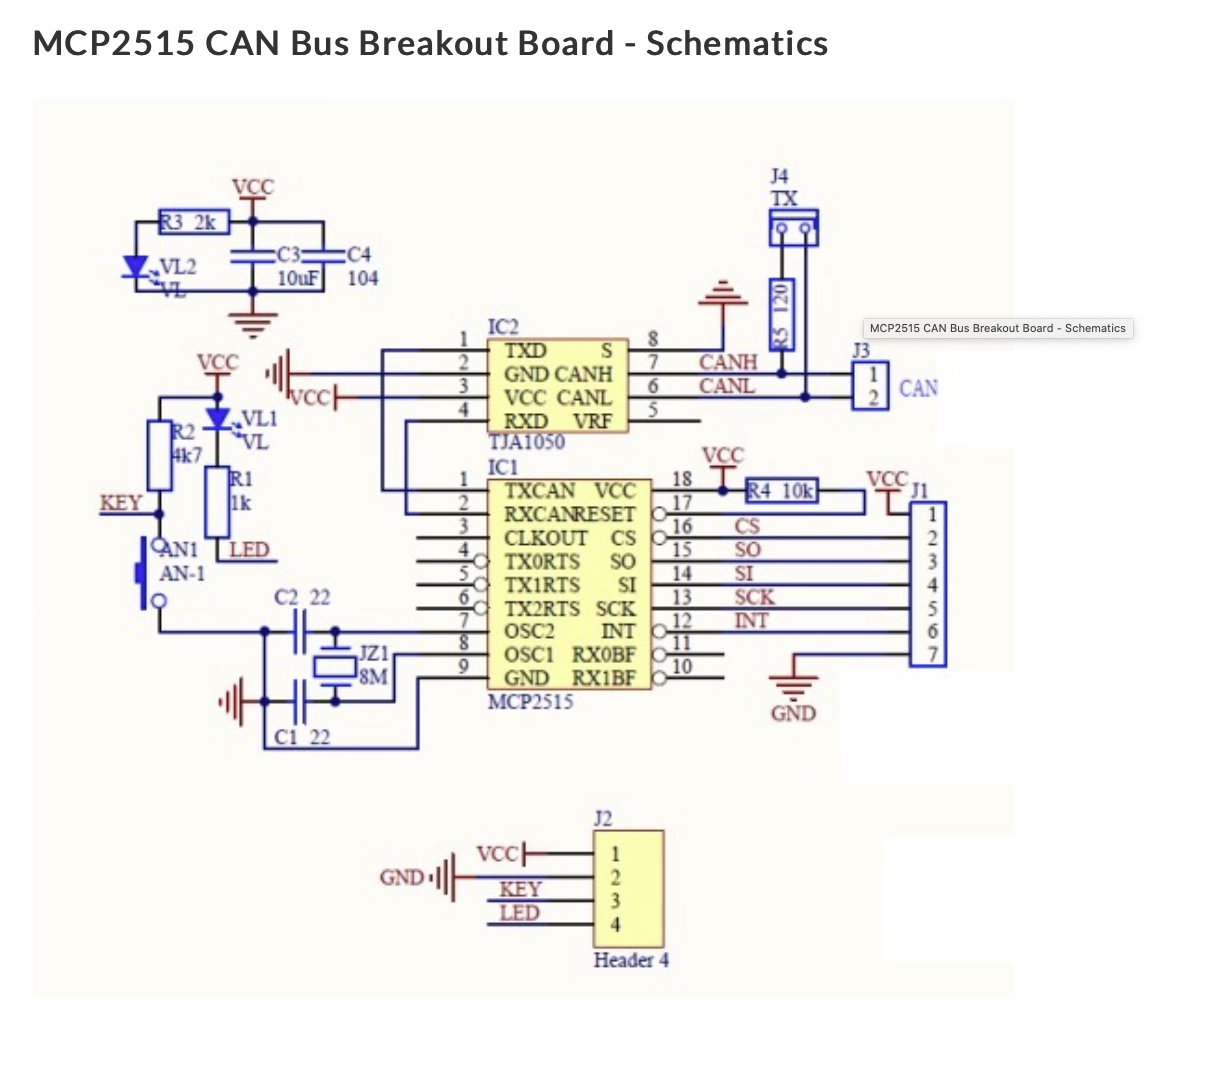 MCP2515 CAN Bus Breakout Board - Schematics
J4
TX
VCC
R3 2k
C3
10uF
C4
104
VL2
VL
R5 120
MCP2515 CAN Bus Breakout Board - Schematics
IC2
1 TXD S 8
2 GND CANH 7 CANH
3 VCC CANL 6 CANL
4 RXD VRF 5
TJA1050
VCC
J3
1
2
CAN
VCC
R2
4k7
VL1
VL
R1
1k
KEY
AN1
AN-1
LED
IC1
1 TXCAN VCC 18
2 RXCAN RESET 17
3 CLKOUT CS 16 CS
4 TX0RTS SO 15 SO
5 TX1RTS SI 14 SI
6 TX2RTS SCK 13 SCK
7 OSC2 INT 12 INT
8 OSC1 RX0BF 11
9 GND RX1BF 10
MCP2515
VCC
R4 10k
VCC
J1
1
2
3
4
5
6
7
GND
C2 22
JZ1
8M
C1 22
J2
VCC 1
GND 2
KEY 3
LED 4
Header 4